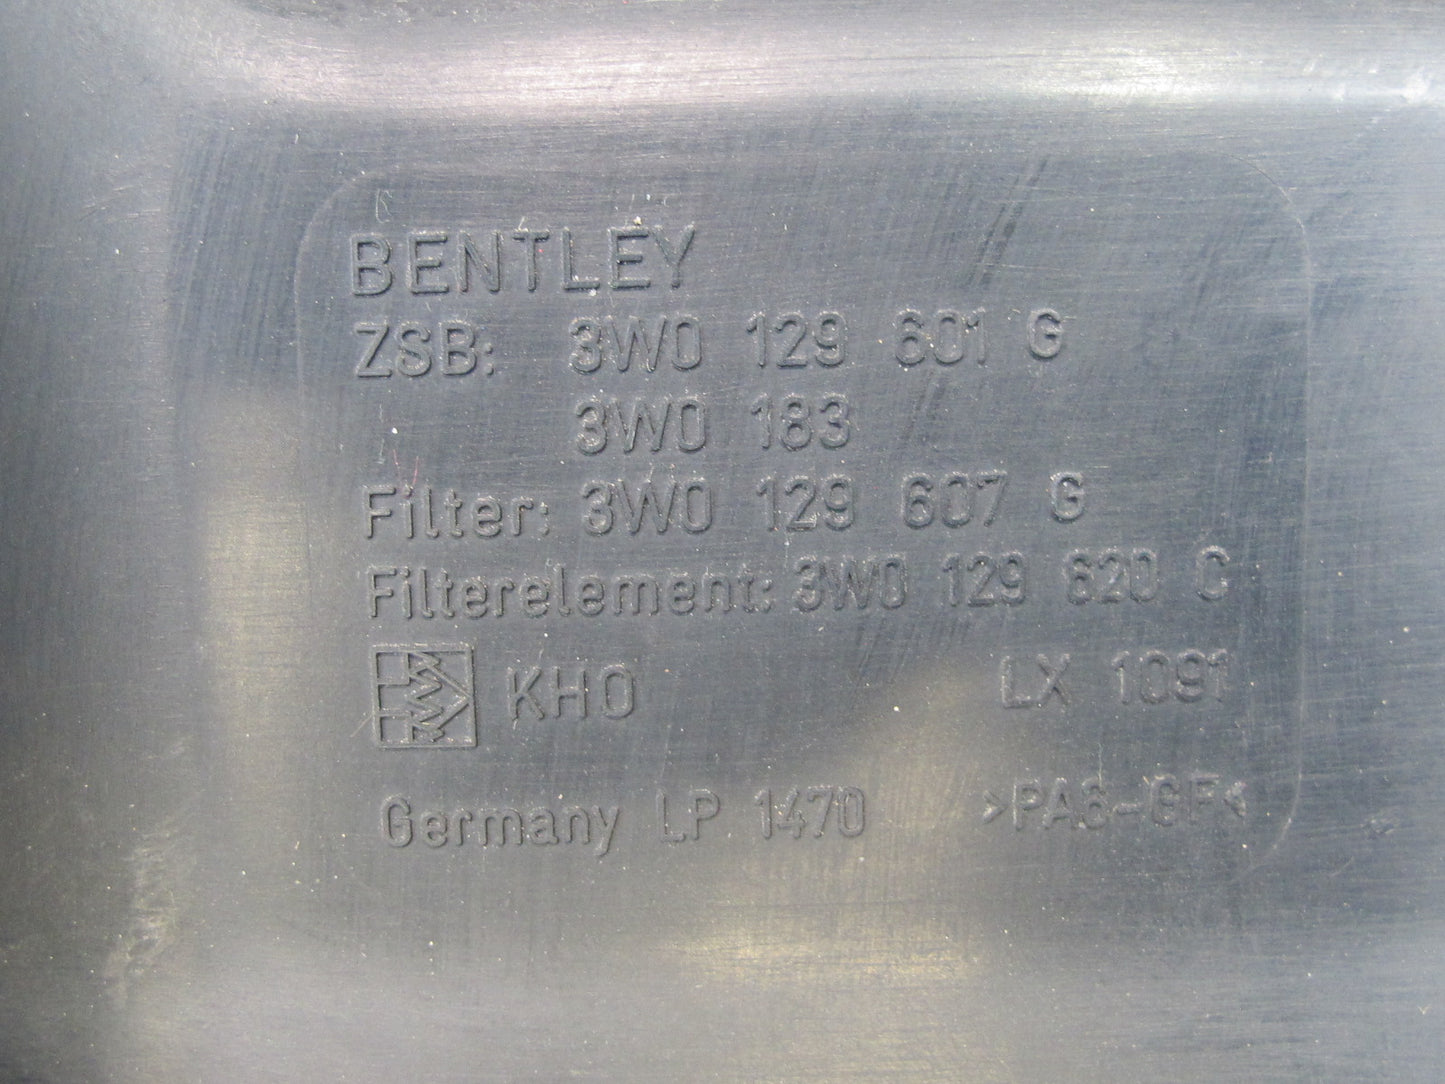 BENTLEY
ZSB: 3W0 129 601 G
3W0 183
Filter: 3W0 129 607 G
Filterelement: 3W0 129 620 C
KHO LX 1091
Germany LP 1470 >PA6-GF<